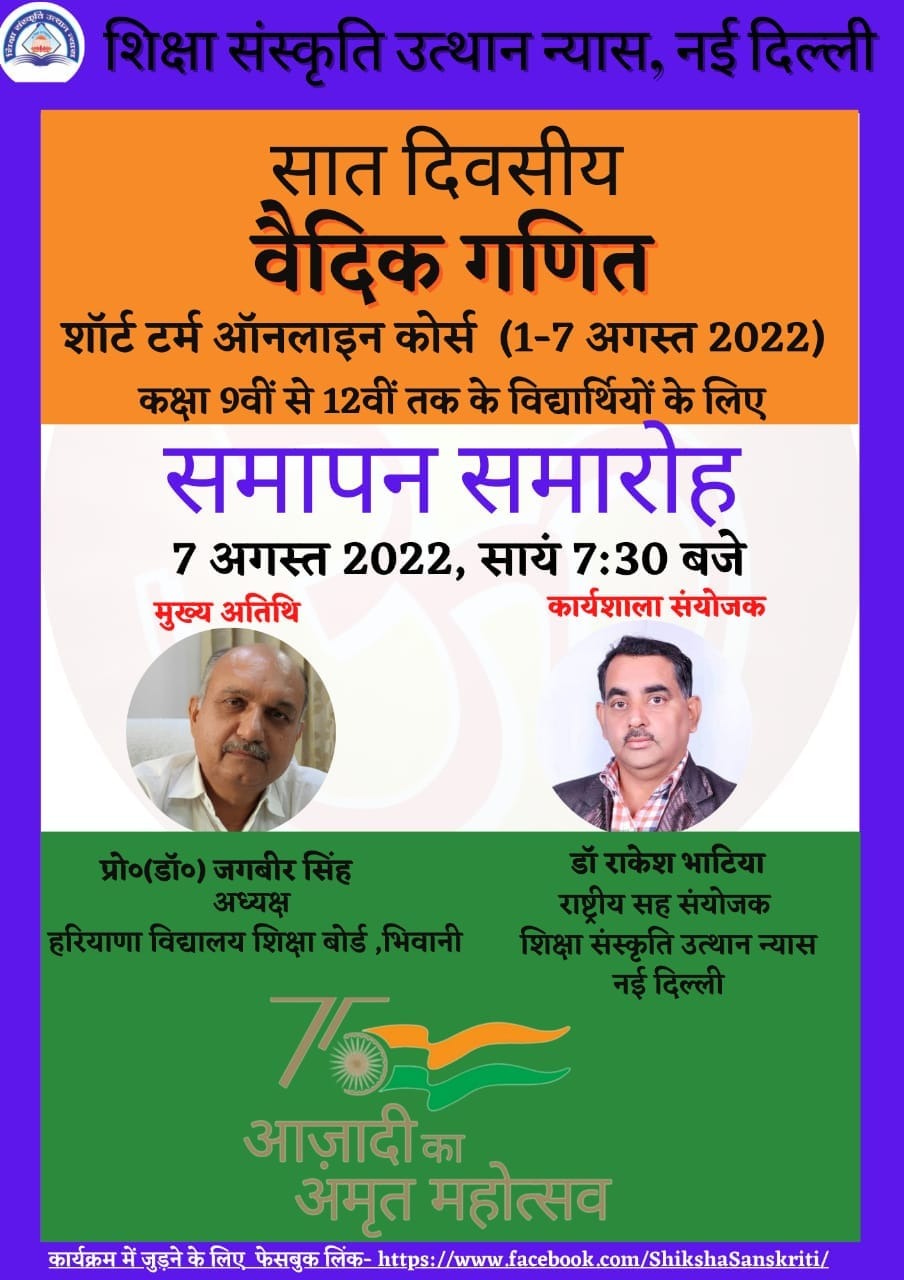 शिक्षा संस्कृति उत्थान न्यास, नई दिल्ली
सात दिवसीय
वैदिक गणित
शॉर्ट टर्म ऑनलाइन कोर्स (1-7 अगस्त 2022)
कक्षा 9वीं से 12वीं तक के विद्यार्थियों के लिए
समापन समारोह
7 अगस्त 2022, सायं 7:30 बजे
मुख्य अतिथि
कार्यशाला संयोजक
प्रो०(डॉ०) जगबीर सिंह
अध्यक्ष
हरियाणा विद्यालय शिक्षा बोर्ड ,भिवानी
डॉ राकेश भाटिया
राष्ट्रीय सह संयोजक
शिक्षा संस्कृति उत्थान न्यास
नई दिल्ली
75
आज़ादी का
अमृत महोत्सव
कार्यक्रम में जुड़ने के लिए फेसबुक लिंक- https://www.facebook.com/ShikshaSanskriti/